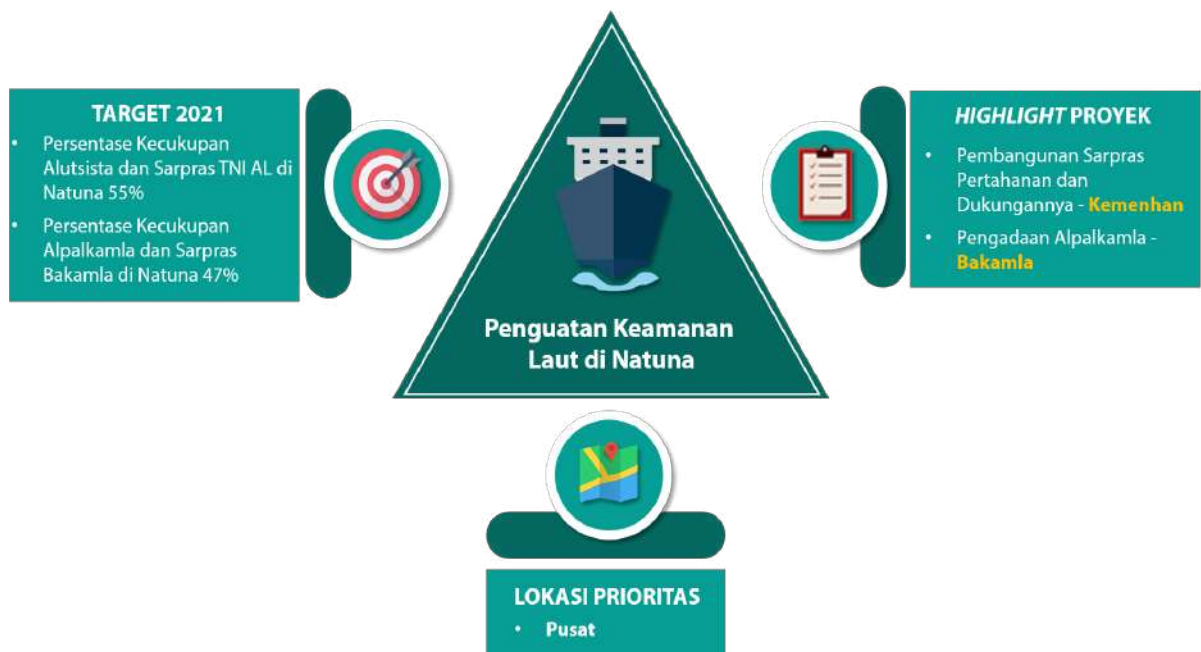 TARGET 2021
• Persentase Kecukupan
Alutsista dan Sarpras TNI AL di
Natuna 55%
• Persentase Kecukupan
Alpalkamla dan Sarpras
Bakamla di Natuna 47%
Penguatan Keamanan
Laut di Natuna
HIGHLIGHT PROYEK
• Pembangunan Sarpras
Pertahanan dan
Dukungannya - Kemenhan
• Pengadaan Alpalkamla -
Bakamla
LOKASI PRIORITAS
• Pusat